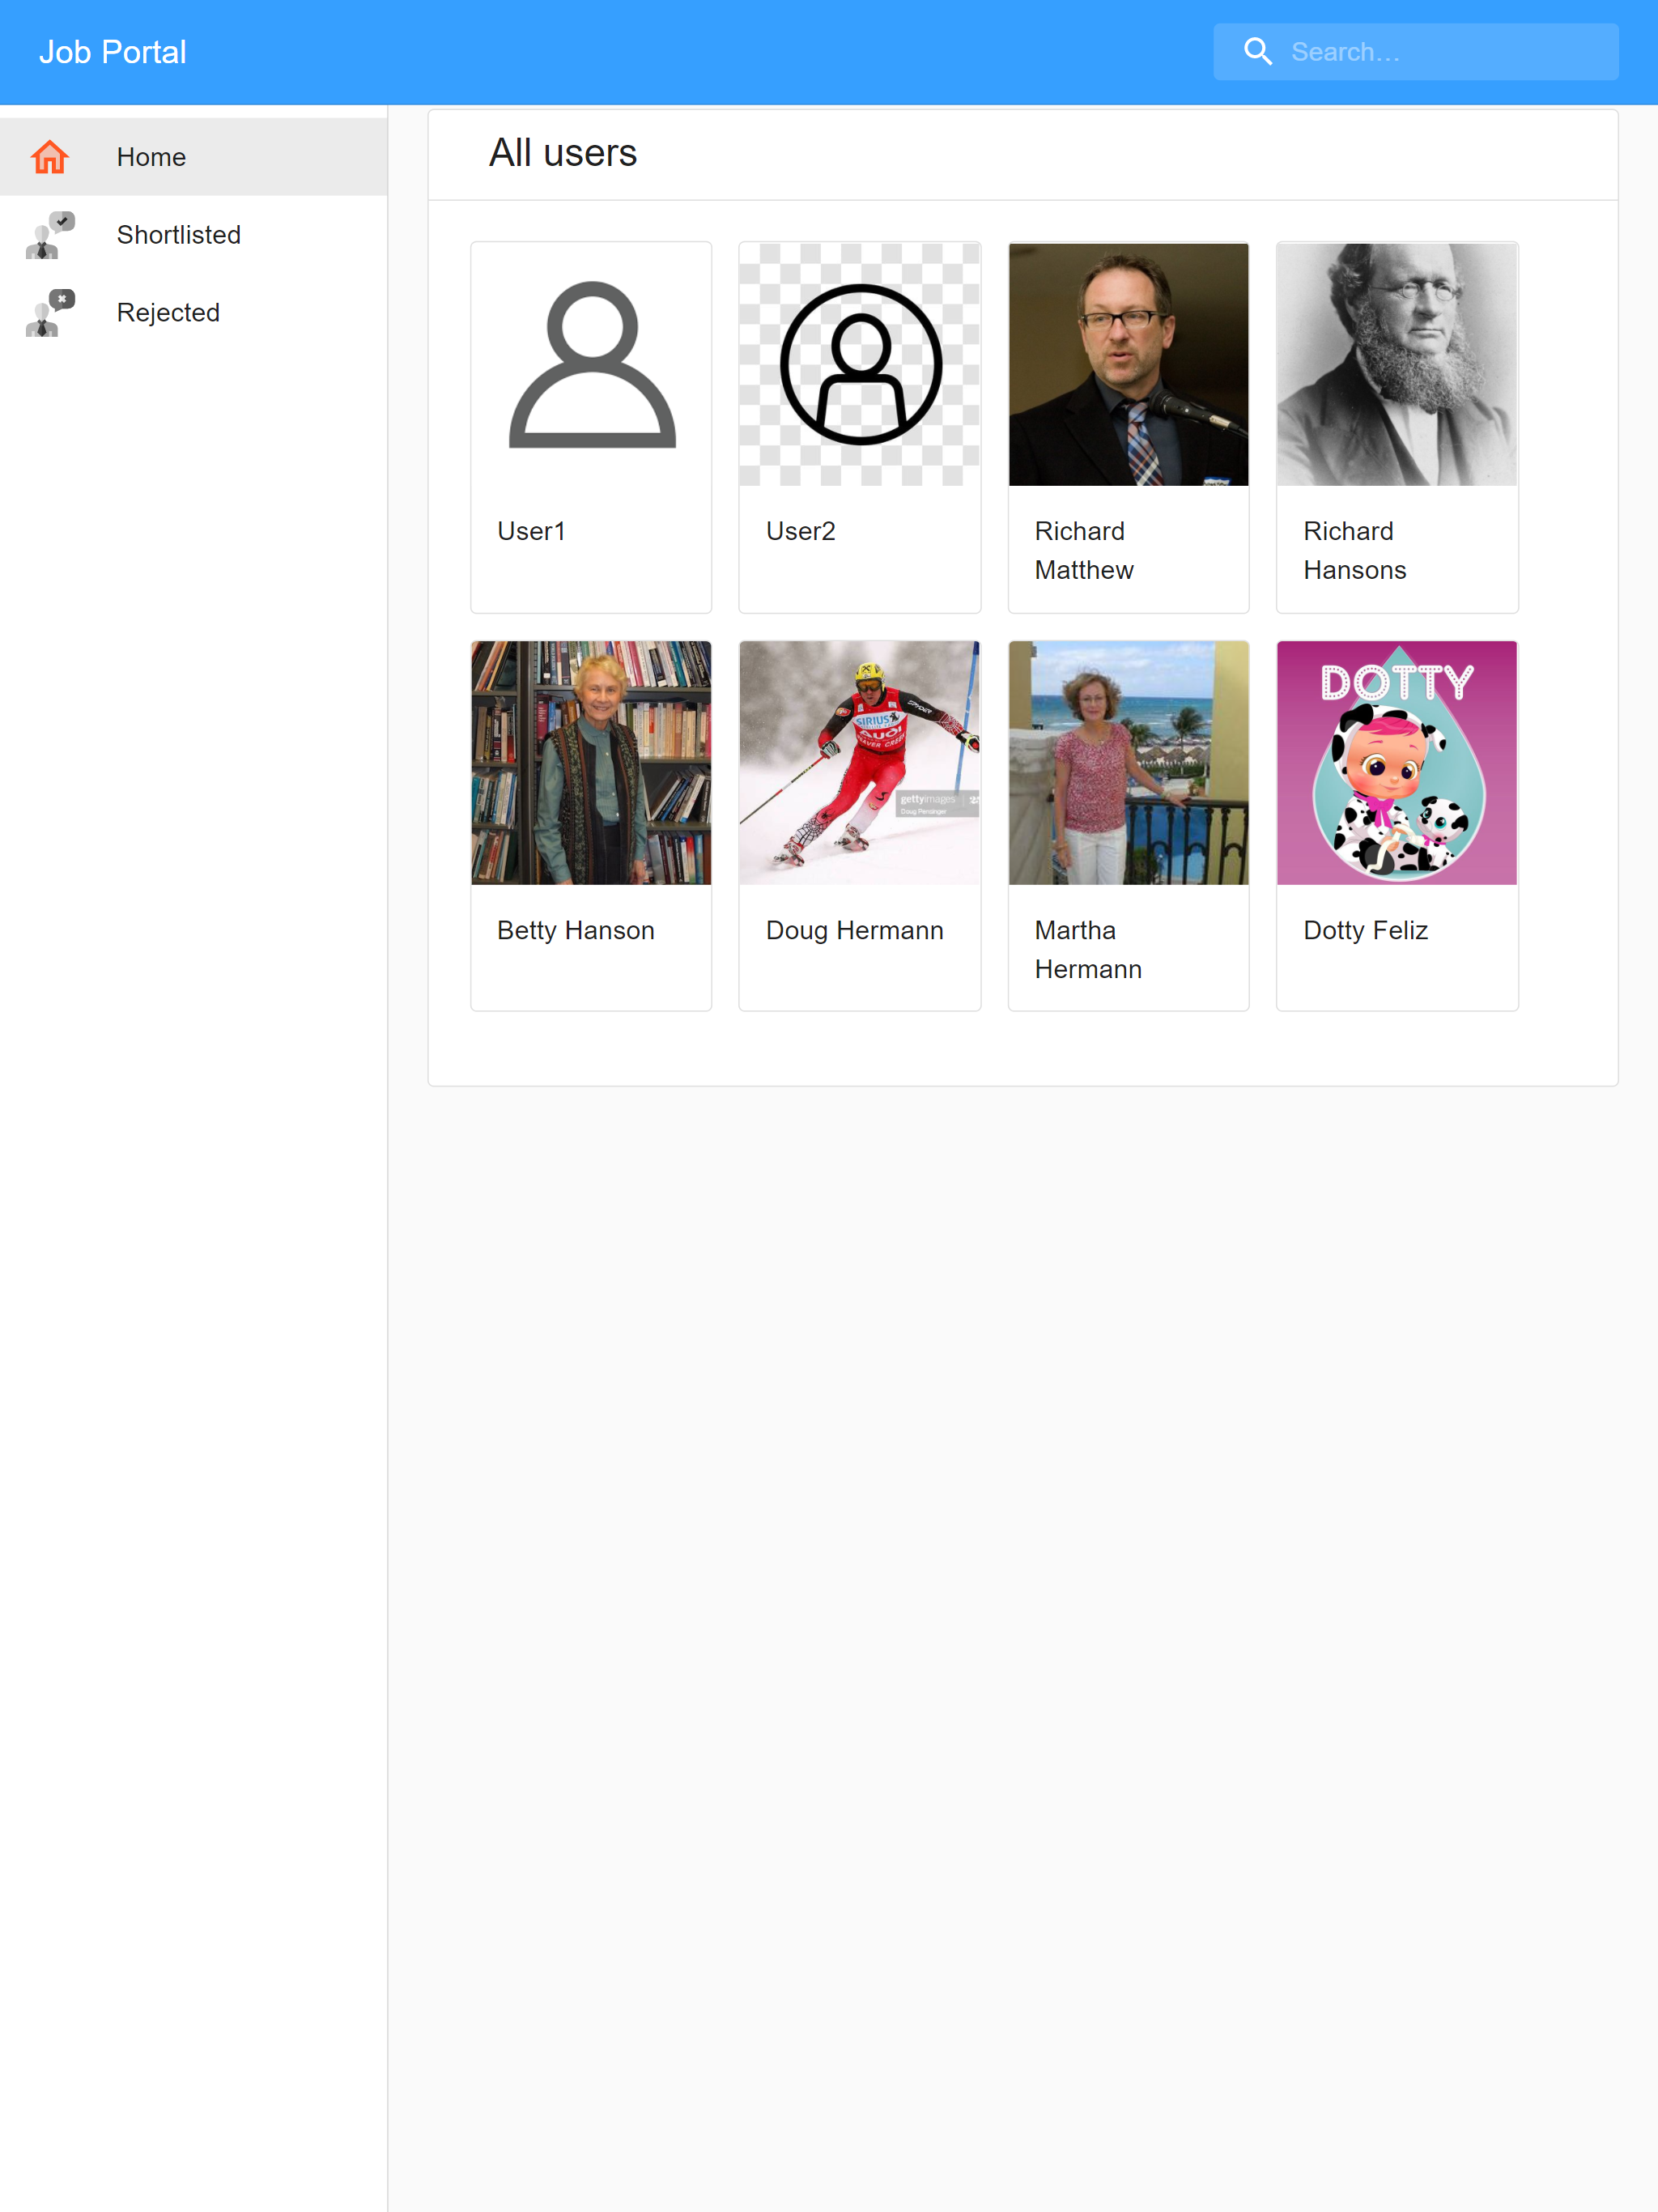 Job Portal
Search…
Home
Shortlisted
Rejected
All users
User1
User2
Richard
Matthew
Richard
Hansons
SIRIUS
SPYDER
AUDI
BEAVER CREEK
gettyimages
Doug Pensinger
DOTTY
Betty Hanson
Doug Hermann
Martha
Hermann
Dotty Feliz